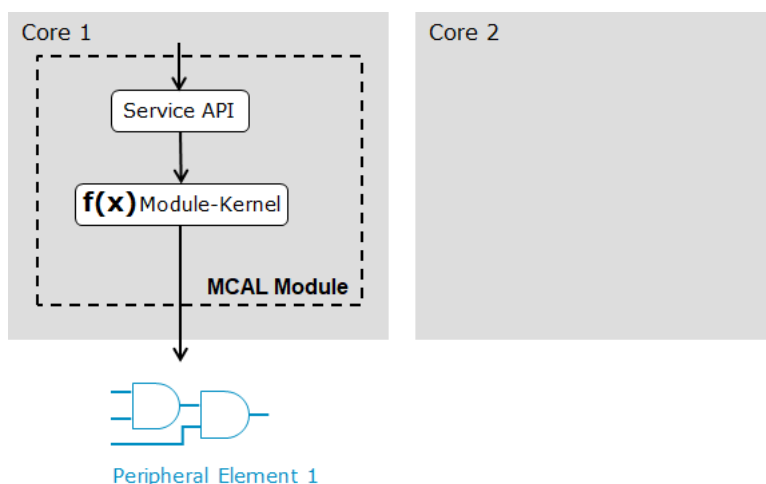 Core 1
Core 2
Service API
f(x) Module-Kernel
MCAL Module
Peripheral Element 1